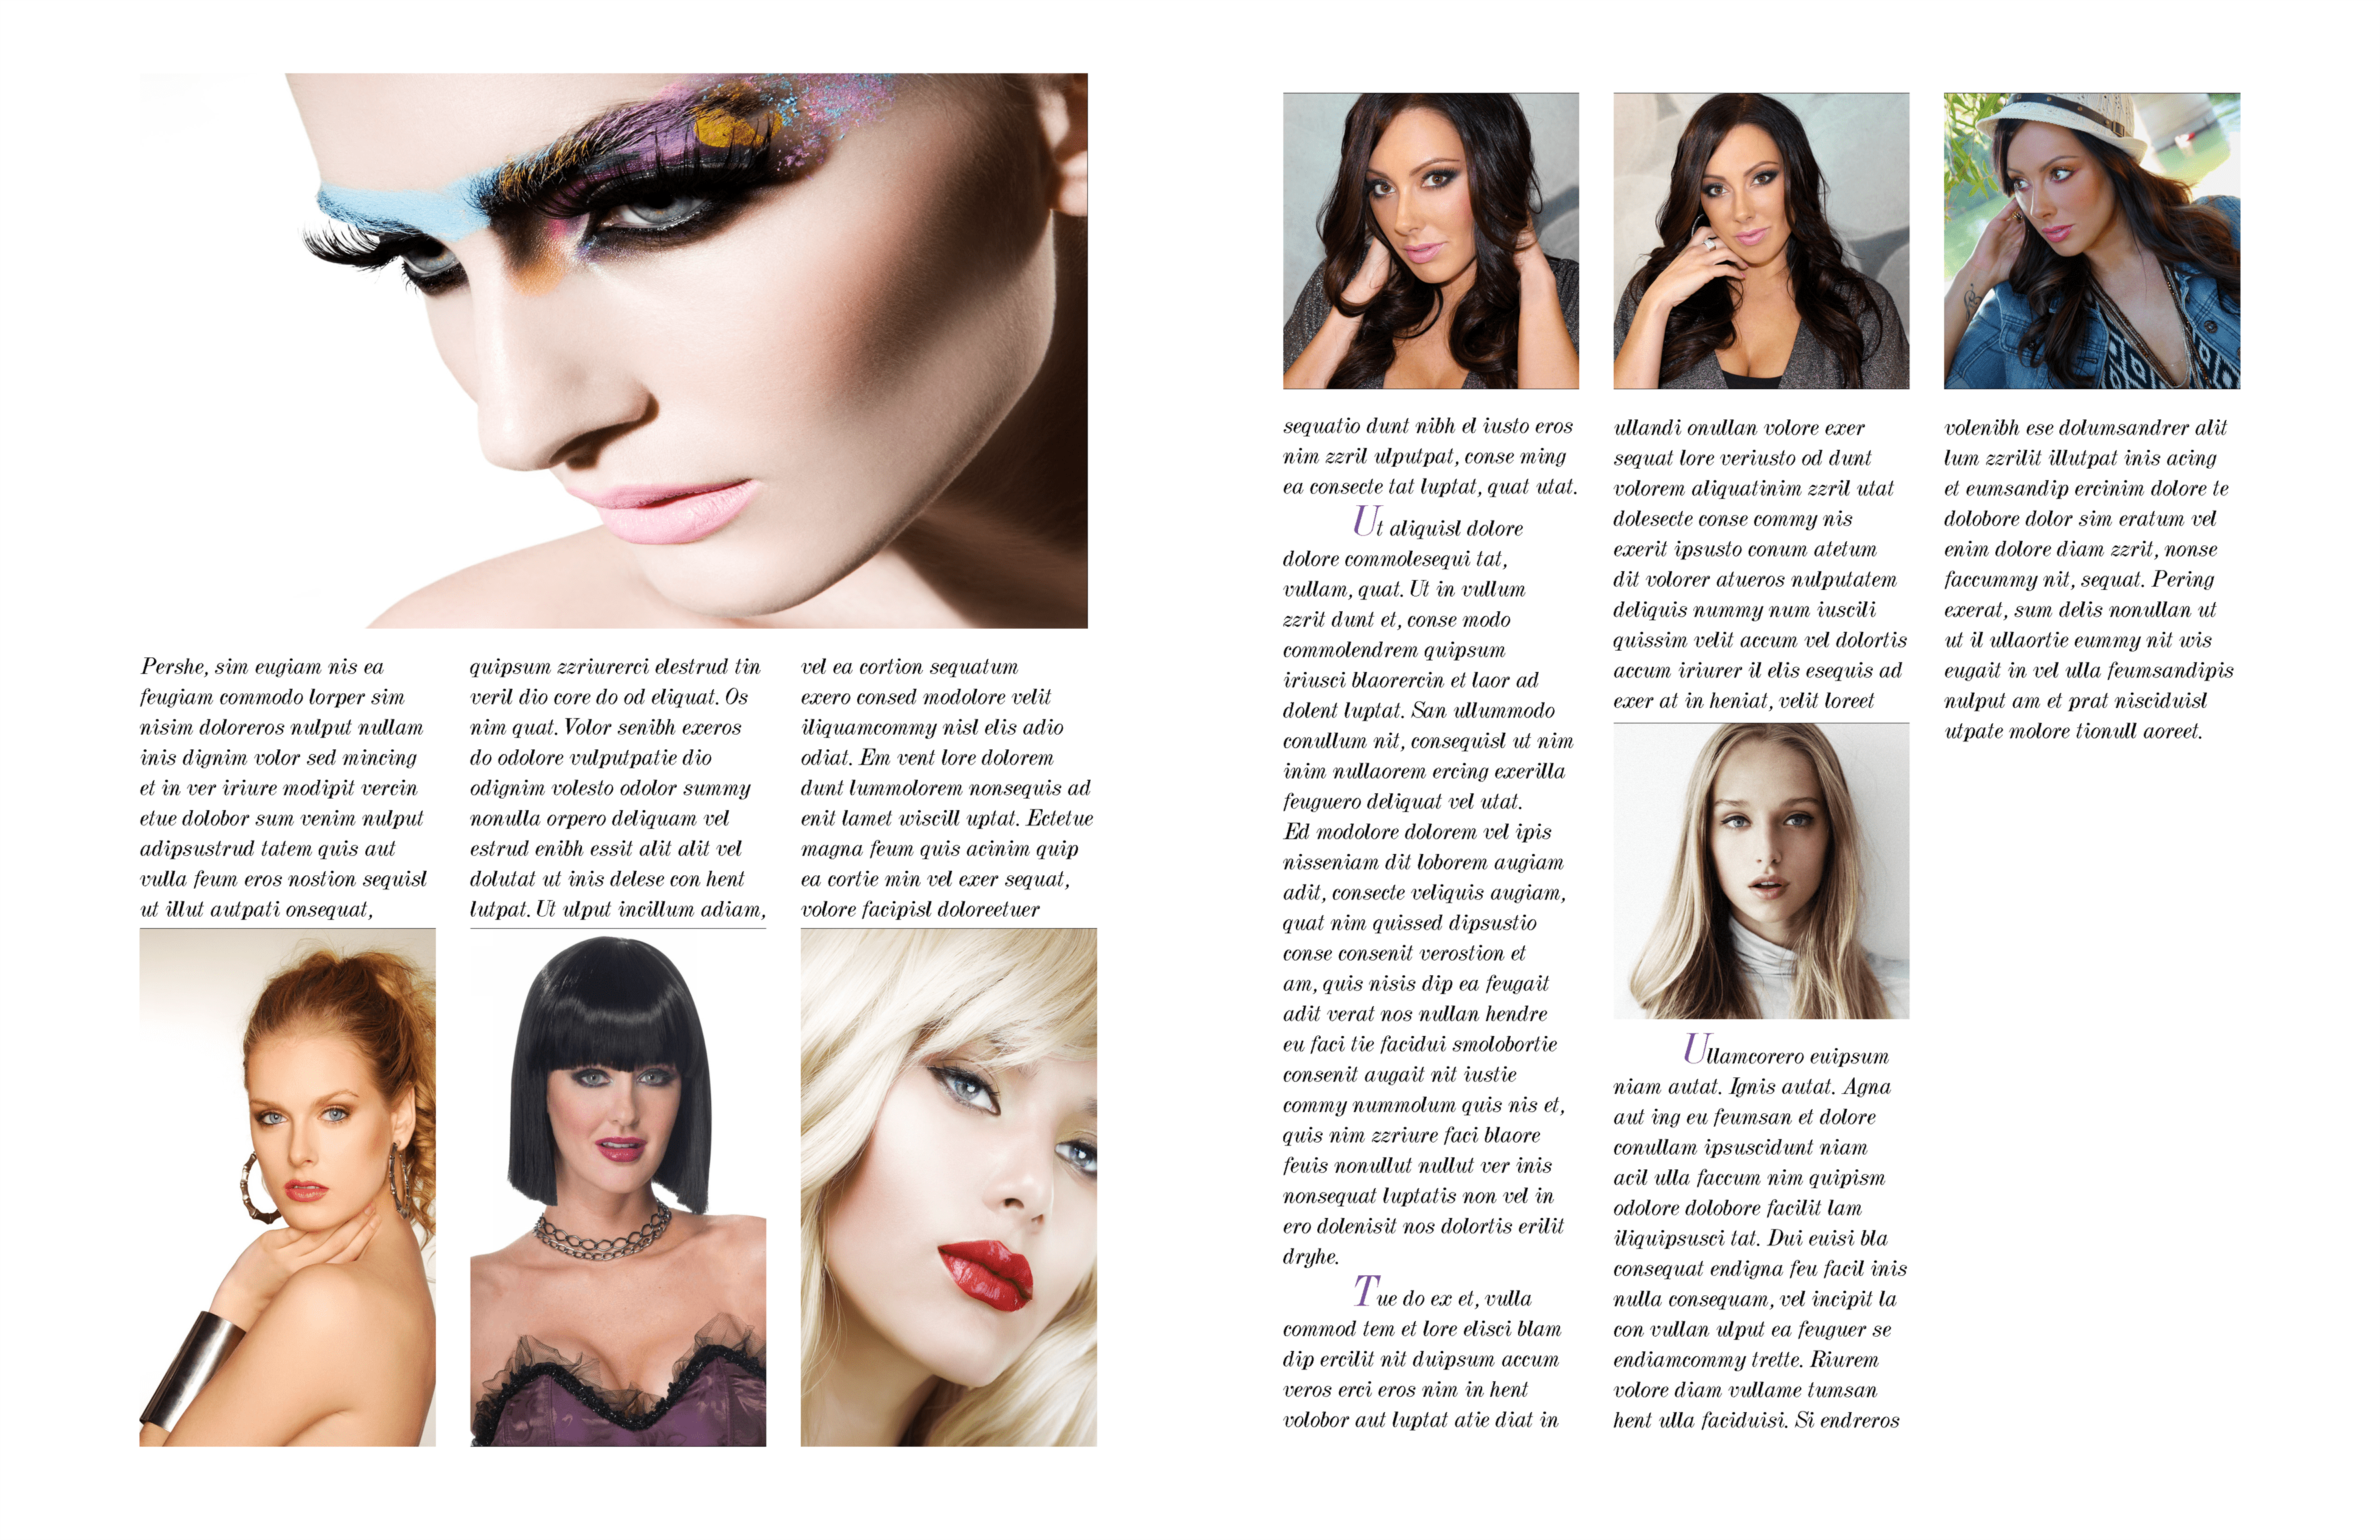 Pershe, sim eugiam nis ea
feugiam commodo lorper sim
nisim doloreros nulput nullam
inis dignim volor sed mincing
et in ver iriure modipit vercin
etue dolobor sum venim nulput
adipsustrud tatem quis aut
vulla feum eros nostion sequisl
ut illut autpati onsequat,
quipsum zzriurerci elestrud tin
veril dio core do od eliquat. Os
nim quat. Volor senibh exeros
do odolore vulputpatie dio
odignim volesto odolor summy
nonulla orpero deliquam vel
estrud enibh essit alit alit vel
dolutat ut inis delese con hent
lutpat. Ut ulput incillum adiam,
vel ea cortion sequatum
exero consed modolore velit
iliquamcommy nisl elis adio
odiat. Em vent lore dolorem
dunt lummolorem nonsequis ad
enit lamet wiscill uptat. Ectetue
magna feum quis acinim quip
ea cortie min vel exer sequat,
volore facipisl doloreetuer
sequatio dunt nibh el iusto eros
nim zzril ulputpat, conse ming
ea consecte tat luptat, quat utat.
Ut aliquisl dolore
dolore commolesequi tat,
vullam, quat. Ut in vullum
zzrit dunt et, conse modo
commolendrem quipsum
iriusci blaorercin et laor ad
dolent luptat. San ullummodo
conullum nit, consequisl ut nim
inim nullaorem ercing exerilla
feuguero deliquat vel utat.
Ed modolore dolorem vel ipis
nisseniam dit loborem augiam
adit, consecte veliquis augiam,
quat nim quissed dipsustio
conse consenit verostion et
am, quis nisis dip ea feugait
adit verat nos nullan hendre
eu faci tie facidui smolobortie
consenit augait nit iustie
commy nummolum quis nis et,
quis nim zzriure faci blaore
feuis nonullut nullut ver inis
nonsequat luptatis non vel in
ero dolenisit nos dolortis erilit
dryhe.
Tue do ex et, vulla
commod tem et lore elisci blam
dip ercilit nit duipsum accum
veros erci eros nim in hent
volobor aut luptat atie diat in
ullandi onullan volore exer
sequat lore veriusto od dunt
volorem aliquatinim zzril utat
dolesecte conse commy nis
exerit ipsusto conum atetum
dit volorer atueros nulputatem
deliquis nummy num iuscili
quissim velit accum vel dolortis
accum iriurer il elis esequis ad
exer at in heniat, velit loreet
Ullamcorero euipsum
niam autat. Ignis autat. Agna
aut ing eu feumsan et dolore
conullam ipsuscidunt niam
acil ulla faccum nim quipism
odolore dolobore facilit lam
iliquipsusci tat. Dui euisi bla
consequat endigna feu facil inis
nulla consequam, vel incipit la
con vullan ulput ea feuguer se
endiamcommy trette. Riurem
volore diam vullame tumsan
hent ulla faciduisi. Si endreros
volenibh ese dolumsandrer alit
lum zzrilit illutpat inis acing
et eumsandip ercinim dolore te
dolobore dolor sim eratum vel
enim dolore diam zzrit, nonse
faccummy nit, sequat. Pering
exerat, sum delis nonullan ut
ut il ullaortie eummy nit wis
eugait in vel ulla feumsandipis
nulput am et prat nisciduisl
utpate molore tionull aoreet.